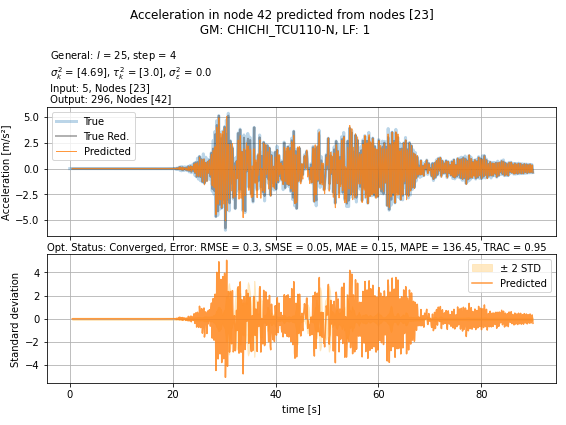 Acceleration in node 42 predicted from nodes [23]
GM: CHICHI_TCU110-N, LF: 1
General: l = 25, step = 4
σ²ₖ = [4.69], τ²ₖ = [3.0], σ²ε = 0.0
Input: 5, Nodes [23]
Output: 296, Nodes [42]
Acceleration [m/s²]
5.0
2.5
0.0
−2.5
−5.0
True
True Red.
Predicted
Opt. Status: Converged, Error: RMSE = 0.3, SMSE = 0.05, MAE = 0.15, MAPE = 136.45, TRAC = 0.95
Standard deviation
4
2
0
−2
−4
± 2 STD
Predicted
0 20 40 60 80
time [s]